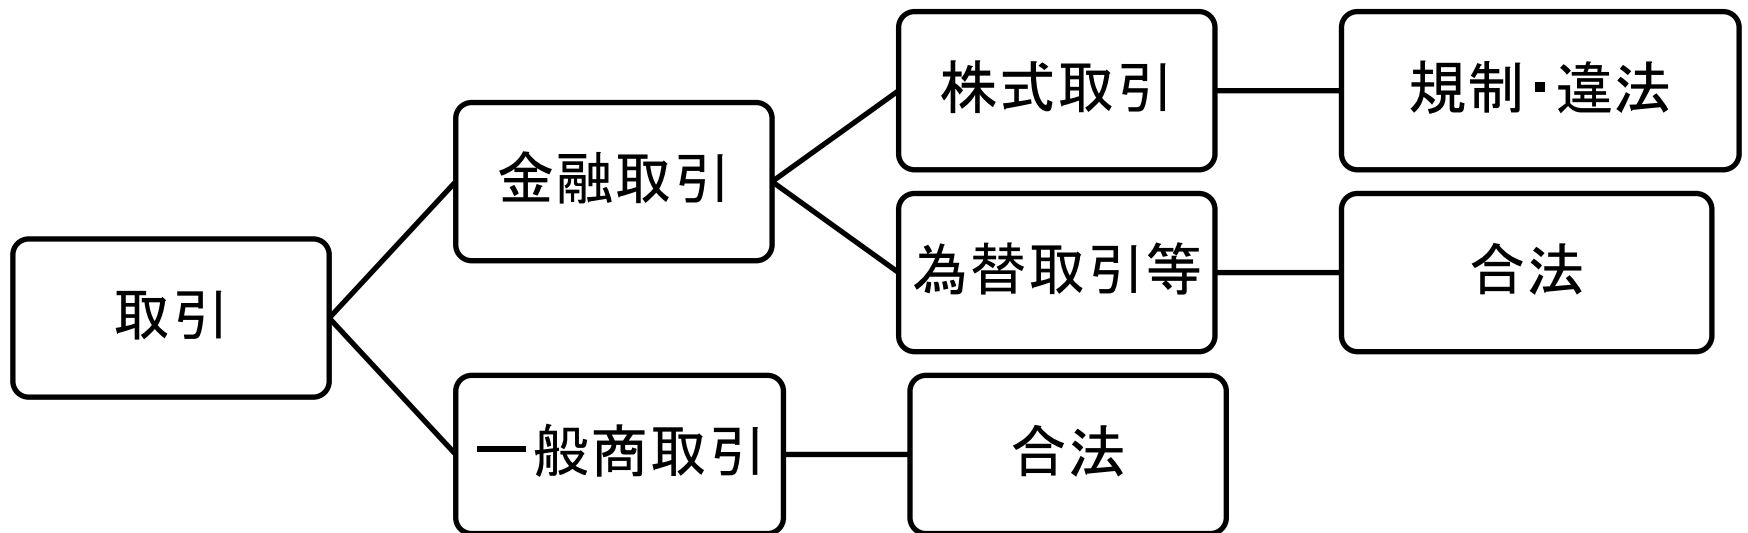 取引
金融取引
株式取引
規制・違法
為替取引等
合法
一般商取引
合法